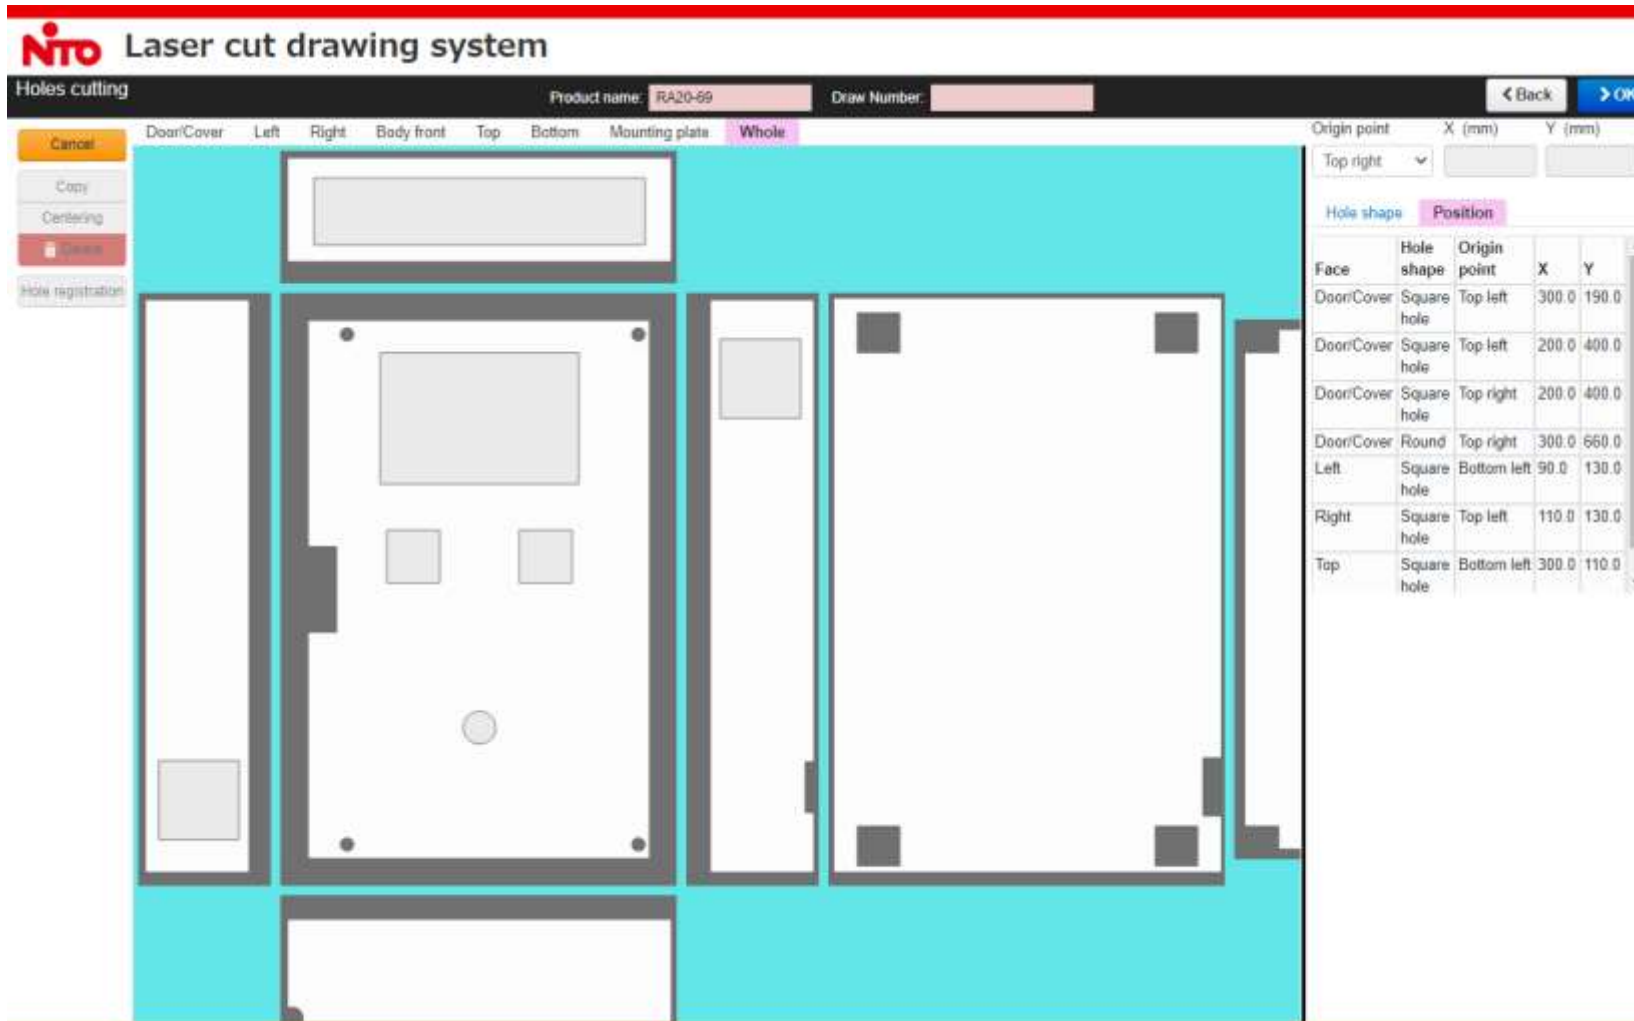 NITO Laser cut drawing system
Holes cutting Product name: RA20-69 Draw Number: Back OK
Cancel Door/Cover Left Right Body front Top Bottom Mounting plate Whole Origin point X (mm) Y (mm)
Top right
Copy
Centering
Hole registration
Hole shape Position
Face Hole shape Origin point X Y
Door/Cover Square hole Top left 300.0 190.0
Door/Cover Square hole Top left 200.0 400.0
Door/Cover Square hole Top right 200.0 400.0
Door/Cover Round Top right 300.0 660.0
Left Square hole Bottom left 90.0 130.0
Right Square hole Top left 110.0 130.0
Top Square hole Bottom left 300.0 110.0